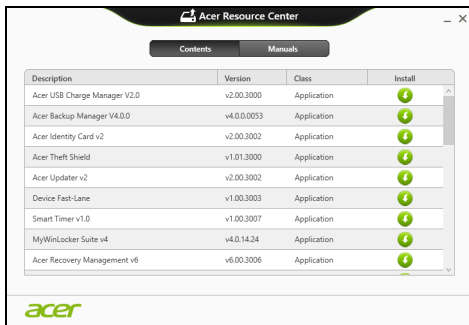 Acer Resource Center
Contents Manuals
Description Version Class Install
Acer USB Charge Manager V2.0 v2.00.3000 Application
Acer Backup Manager V4.0.0 v4.0.0.0053 Application
Acer Identity Card v2 v2.00.3002 Application
Acer Theft Shield v1.01.3000 Application
Acer Updater v2 v2.00.3002 Application
Device Fast-Lane v1.00.3003 Application
Smart Timer v1.0 v1.00.3007 Application
MyWinLocker Suite v4 v4.0.14.24 Application
Acer Recovery Management v6 v6.00.3006 Application
acer